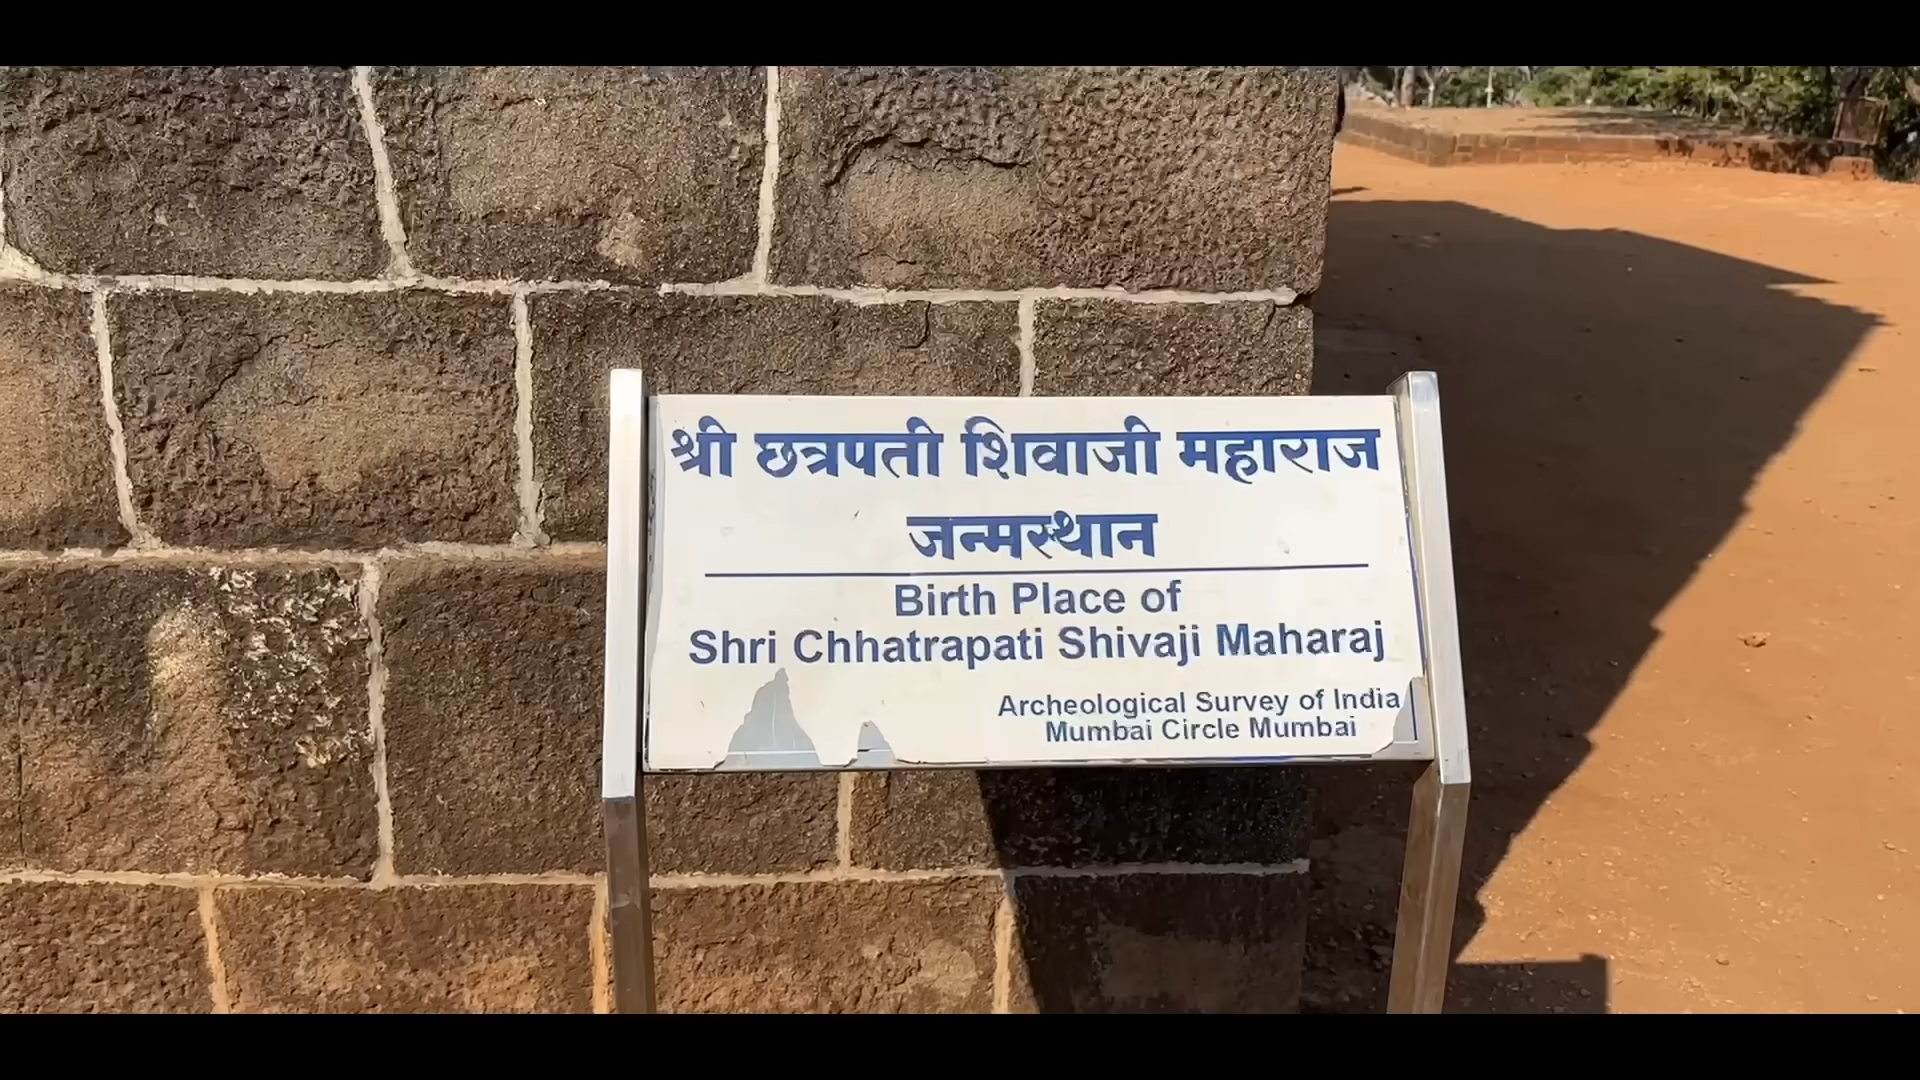 श्री छत्रपती शिवाजी महाराज
जन्मस्थान
Birth Place of
Shri Chhatrapati Shivaji Maharaj
Archeological Survey of India
Mumbai Circle Mumbai